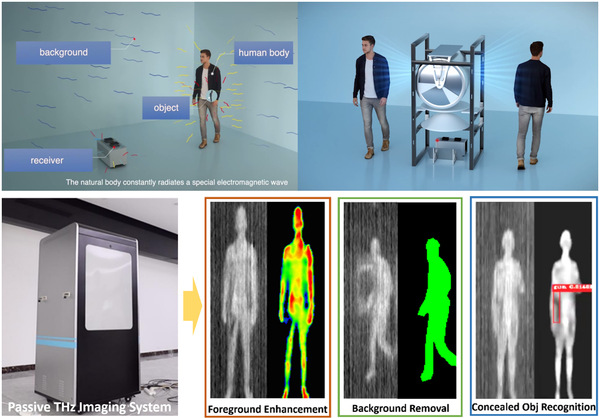 background
human body
object
receiver
The natural body constantly radiates a special electromagnetic wave
Passive THz Imaging System
Foreground Enhancement
Background Removal
Concealed Obj Recognition